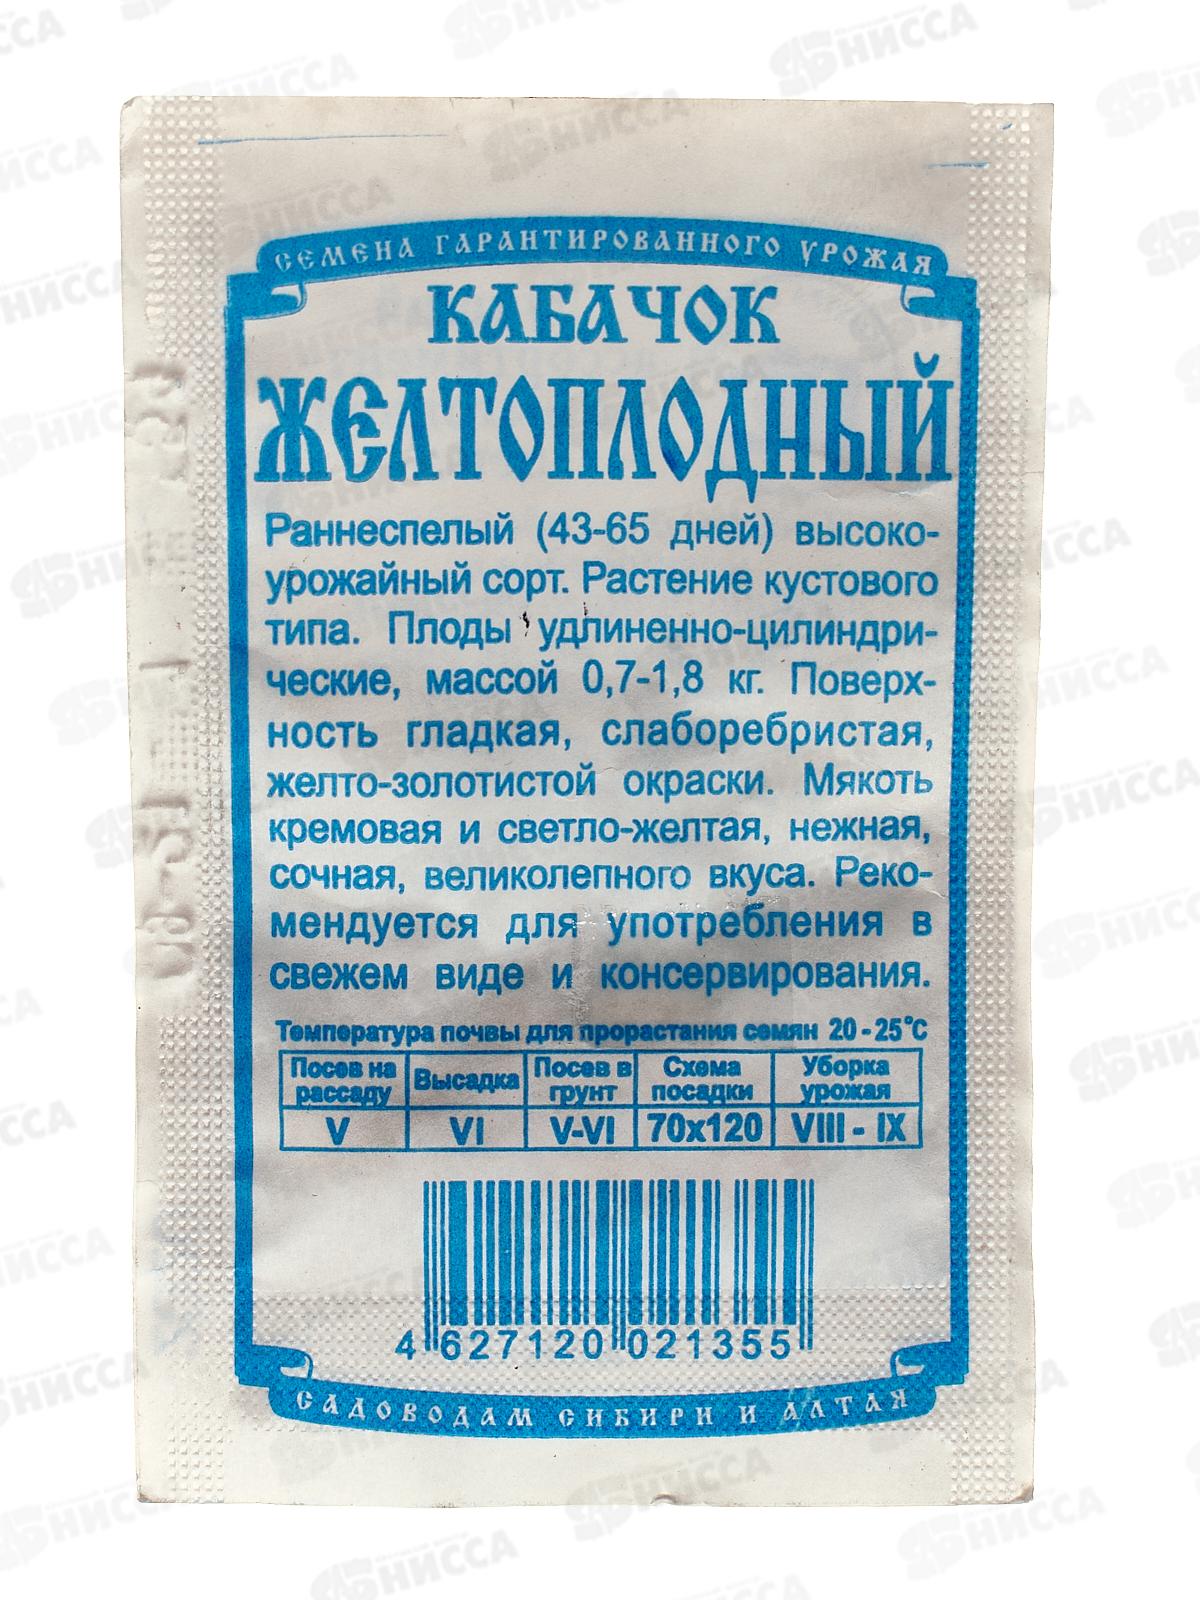 СЕМЕНА ГАРАНТИРОВАННОГО УРОЖАЯ
КАБАЧОК
ЖЕЛТОПЛОДНЫЙ
Раннеспелый (43-65 дней) высоко-
урожайный сорт. Растение кустового
типа. Плоды удлиненно-цилиндри-
ческие, массой 0,7-1,8 кг. Поверх-
ность гладкая, слаборебристая,
желто-золотистой окраски. Мякоть
кремовая и светло-желтая, нежная,
сочная, великолепного вкуса. Реко-
мендуется для употребления в
свежем виде и консервирования.
Температура почвы для прорастания семян 20 - 25°С
Посев на рассаду Высадка Посев в грунт Схема посадки Уборка урожая
V VI V-VI 70х120 VIII - IX
4 627120 021355
САДОВОДАМ СИБИРИ И АЛТАЯ
НИССА